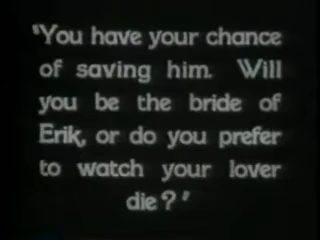 "You have your chance
of saving him. Will
you be the bride of
Erik, or do you prefer
to watch your lover
die?"